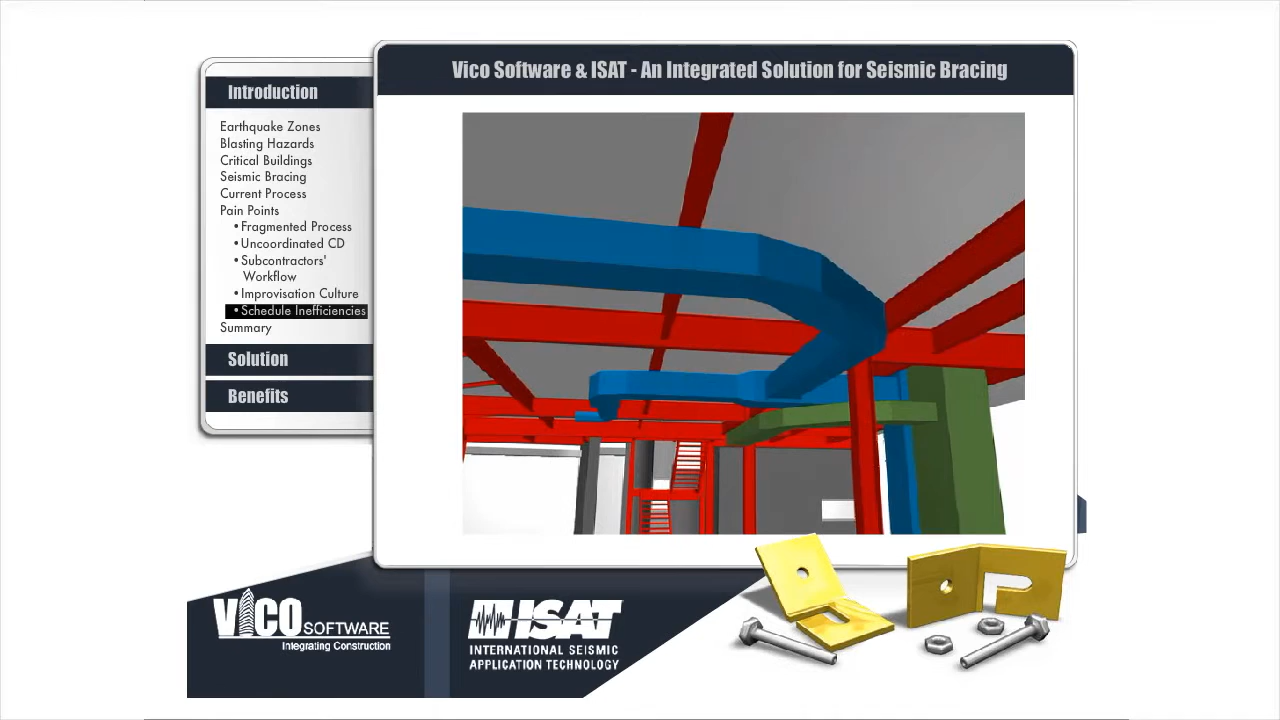 Vico Software & ISAT - An Integrated Solution for Seismic Bracing
Introduction
Earthquake Zones
Blasting Hazards
Critical Buildings
Seismic Bracing
Current Process
Pain Points
•Fragmented Process
•Uncoordinated CD
•Subcontractors'
Workflow
•Improvisation Culture
•Schedule Inefficiencies
Summary
Solution
Benefits
VICO SOFTWARE
Integrating Construction
ISAT
INTERNATIONAL SEISMIC
APPLICATION TECHNOLOGY